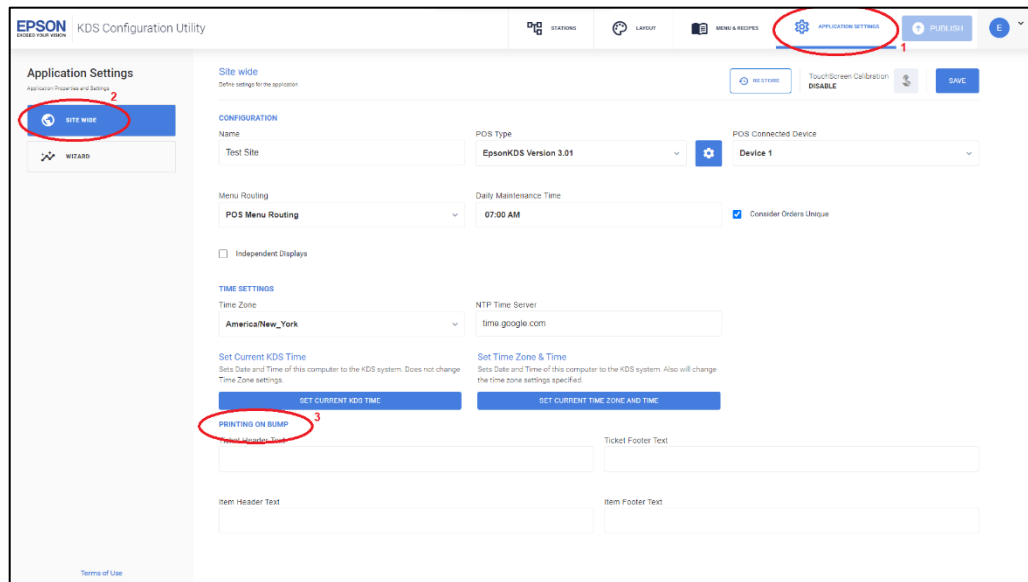 EPSON
EXCEED YOUR VISION
KDS Configuration Utility
STATIONS
LAYOUT
MENU & RECIPES
APPLICATION SETTINGS
PUBLISH
E
1
Application Settings
Application Properties and Settings
2
SITE WIDE
WIZARD
Site wide
Define settings for the application
RESTORE
TouchScreen Calibration
DISABLE
SAVE
CONFIGURATION
Name
POS Type
POS Connected Device
Test Site
EpsonKDS Version 3.01
Device 1
Menu Routing
Daily Maintenance Time
POS Menu Routing
07:00 AM
Consider Orders Unique
Independent Displays
TIME SETTINGS
Time Zone
NTP Time Server
America/New_York
time.google.com
Set Current KDS Time
Sets Date and Time of this computer to the KDS system. Does not change
Time Zone settings.
SET CURRENT KDS TIME
Set Time Zone & Time
Sets Date and Time of this computer to the KDS system. Also will change
the time zone settings specified.
SET CURRENT TIME ZONE AND TIME
3
PRINTING ON BUMP
Ticket Header Text
Ticket Footer Text
Item Header Text
Item Footer Text
Terms of Use